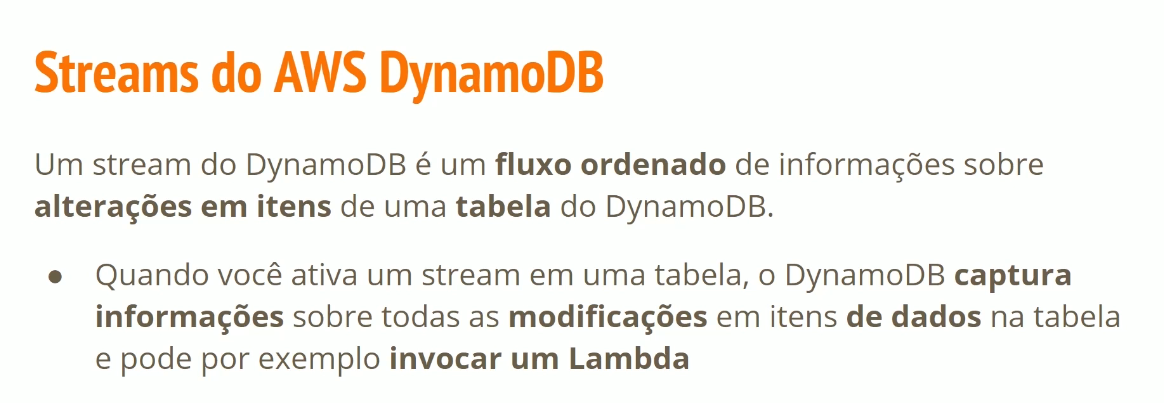 Streams do AWS DynamoDB
Um stream do DynamoDB é um fluxo ordenado de informações sobre
alterações em itens de uma tabela do DynamoDB.
● Quando você ativa um stream em uma tabela, o DynamoDB captura
informações sobre todas as modificações em itens de dados na tabela
e pode por exemplo invocar um Lambda